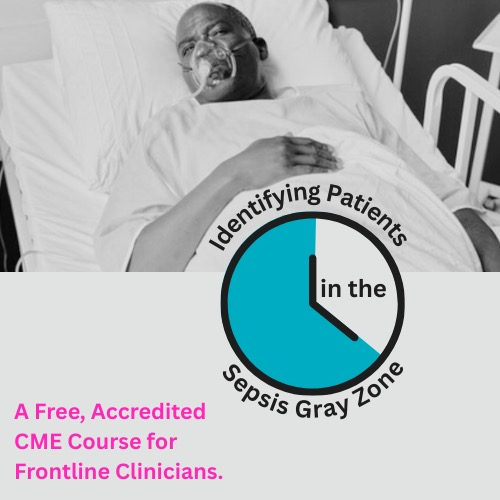 Identifying Patients
in the
Sepsis Gray Zone
A Free, Accredited
CME Course for
Frontline Clinicians.